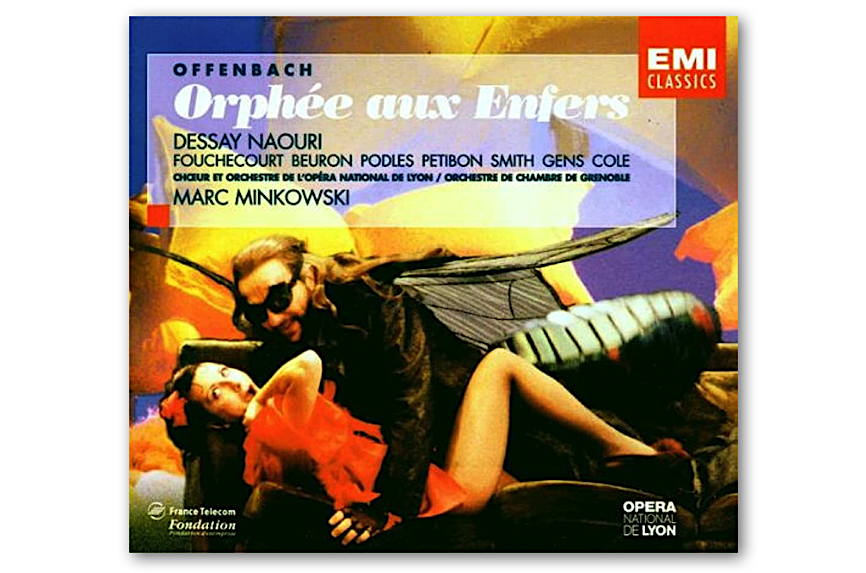 OFFENBACH
EMI
CLASSICS
Orphée aux Enfers
DESSAY NAOURI
FOUCHECOURT BEURON PODLES PETIBON SMITH GENS COLE
CHŒUR ET ORCHESTRE DE L'OPÉRA NATIONAL DE LYON / ORCHESTRE DE CHAMBRE DE GRENOBLE
MARC MINKOWSKI
France Telecom
Fondation
OPERA
NATIONAL
DE LYON